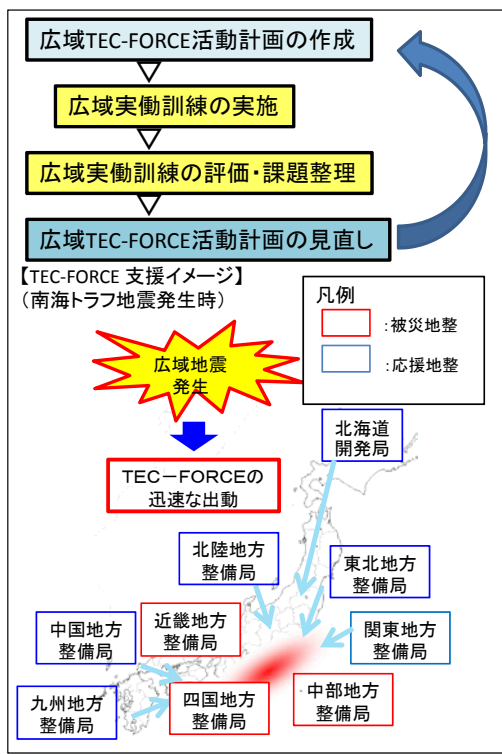 広域TEC-FORCE活動計画の作成
広域実働訓練の実施
広域実働訓練の評価・課題整理
広域TEC-FORCE活動計画の見直し
【TEC-FORCE 支援イメージ】
（南海トラフ地震発生時）
凡例
:被災地整
:応援地整
広域地震
発生
TEC－FORCEの
迅速な出動
北海道
開発局
北陸地方
整備局
東北地方
整備局
中国地方
整備局
近畿地方
整備局
関東地方
整備局
九州地方
整備局
四国地方
整備局
中部地方
整備局